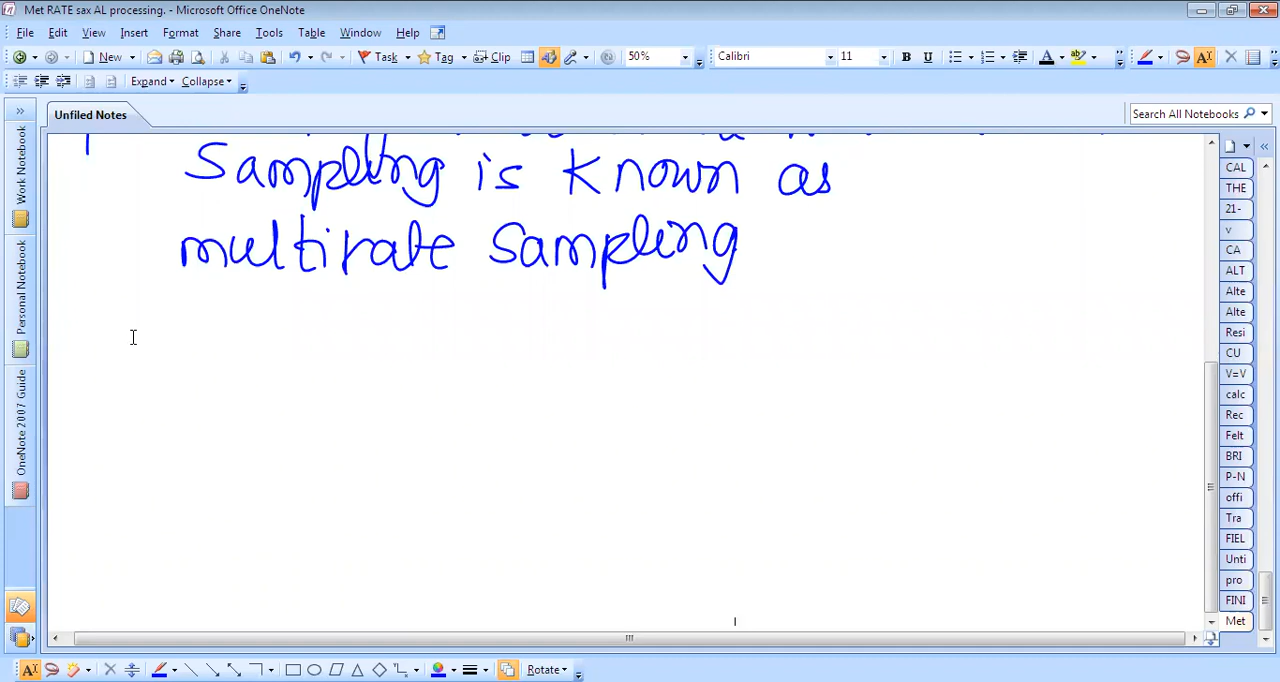 Met RATE sax AL processing. - Microsoft Office OneNote
File Edit View Insert Format Share Tools Table Window Help
New Task Tag Clip 50% Calibri 11 B U A ab
Expand Collapse
Unfiled Notes
Search All Notebooks
Work Notebook
Personal Notebook
OneNote 2007 Guide
Sampling is known as
multirate sampling
CAL
THE
21-
v
CA
ALT
Alte
Alte
Resi
CU
V=V
calc
Rec
Felt
BRI
P-N
offi
Tra
FIEL
Unti
pro
FINI
Met
Rotate